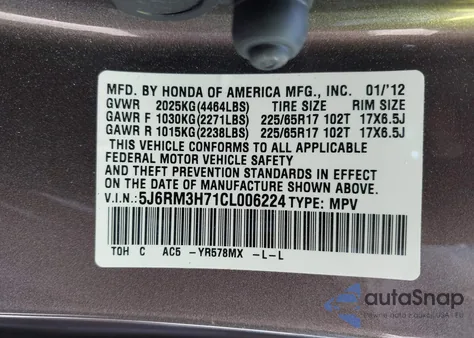 MFD. BY HONDA OF AMERICA MFG., INC. 01/'12
GVWR 2025KG(4464LBS) TIRE SIZE RIM SIZE
GAWR F 1030KG(2271LBS) 225/65R17 102T 17X6.5J
GAWR R 1015KG(2238LBS) 225/65R17 102T 17X6.5J
THIS VEHICLE CONFORMS TO ALL APPLICABLE
FEDERAL MOTOR VEHICLE SAFETY
AND THEFT PREVENTION STANDARDS IN EFFECT
ON THE DATE OF MANUFACTURE SHOWN ABOVE.
V.I.N.: 5J6RM3H71CL006224 TYPE: MPV
TOH C AC5 -YR578MX -L-L
autoSnap